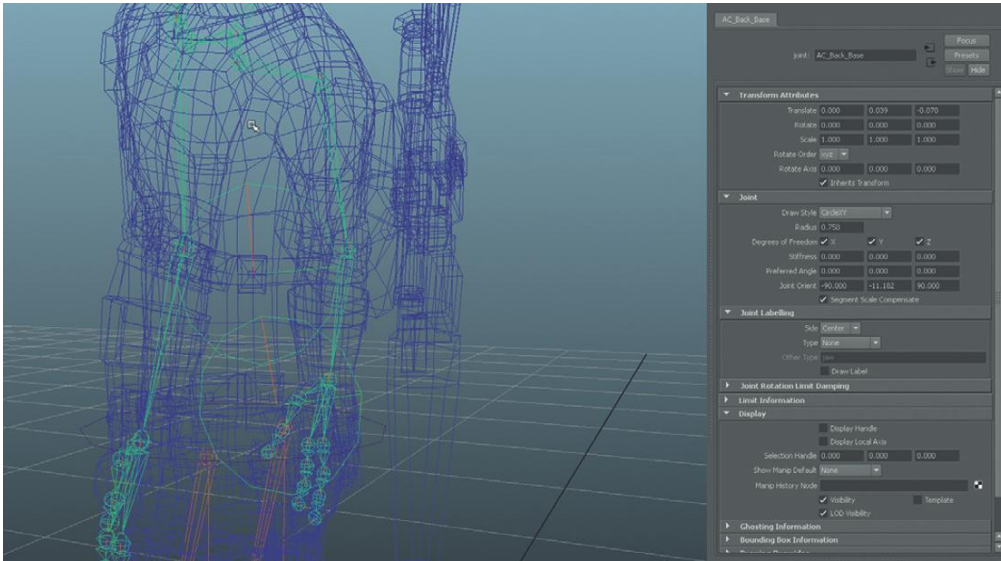 AC_Back_Base
joint: AC_Back_Base
Focus
Presets
Show Hide
Transform Attributes
Translate 0.000 0.039 -0.070
Rotate 0.000 0.000 0.000
Scale 1.000 1.000 1.000
Rotate Order xyz
Rotate Axis 0.000 0.000 0.000
Inherits Transform
Joint
Draw Style CircleXY
Radius 0.750
Degrees of Freedom X Y Z
Stiffness 0.000 0.000 0.000
Preferred Angle 0.000 0.000 0.000
Joint Orient -90.000 -11.182 90.000
Segment Scale Compensate
Joint Labelling
Side Center
Type None
Other Type jaw
Draw Label
Joint Rotation Limit Damping
Limit Information
Display
Display Handle
Display Local Axis
Selection Handle 0.000 0.000 0.000
Show Manip Default None
Manip History Node
Visibility Template
LOD Visibility
Ghosting Information
Bounding Box Information